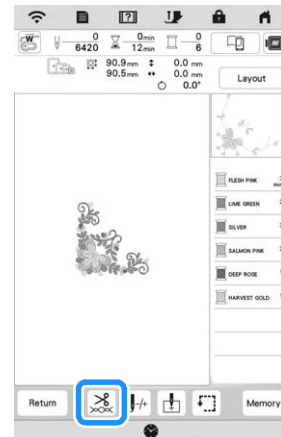 W
0 0min 0
6420 12min 6
90.9mm 0.0 mm
90.5mm 0.0 mm
0.0°
Layout
FLESH PINK
LIME GREEN
SILVER
SALMON PINK
DEEP ROSE
HARVEST GOLD
Return
-/+
Memory